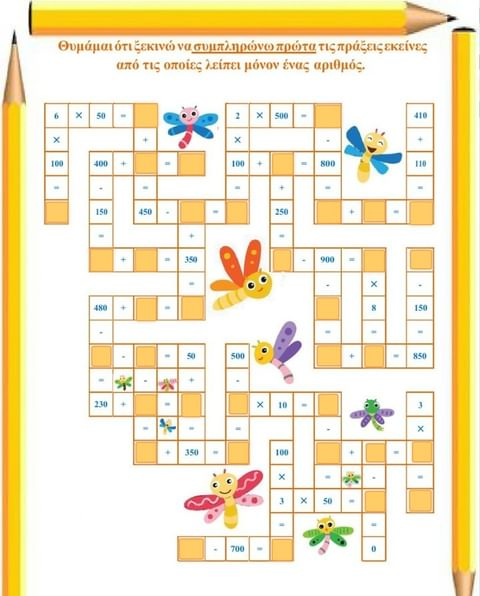 Θυμάμαι ότι ξεκινώ να συμπληρώνω πρώτα τις πράξεις εκείνες
από τις οποίες λείπει μόνον ένας αριθμός.
6 × 50 = 2 × 500 = 410
× + × - +
100 400 + = 100 + = 800 110
= - = = + = =
150 450 - = 250 + =
= + =
+ = 350 - 900 =
= - × -
480 + = 8 150
- = = =
- = 50 500 + = 850
= - + -
230 + = × 10 = 3
= = = - ×
+ 350 = 100 + =
× = - =
3 × 50 =
= =
- 700 = 0